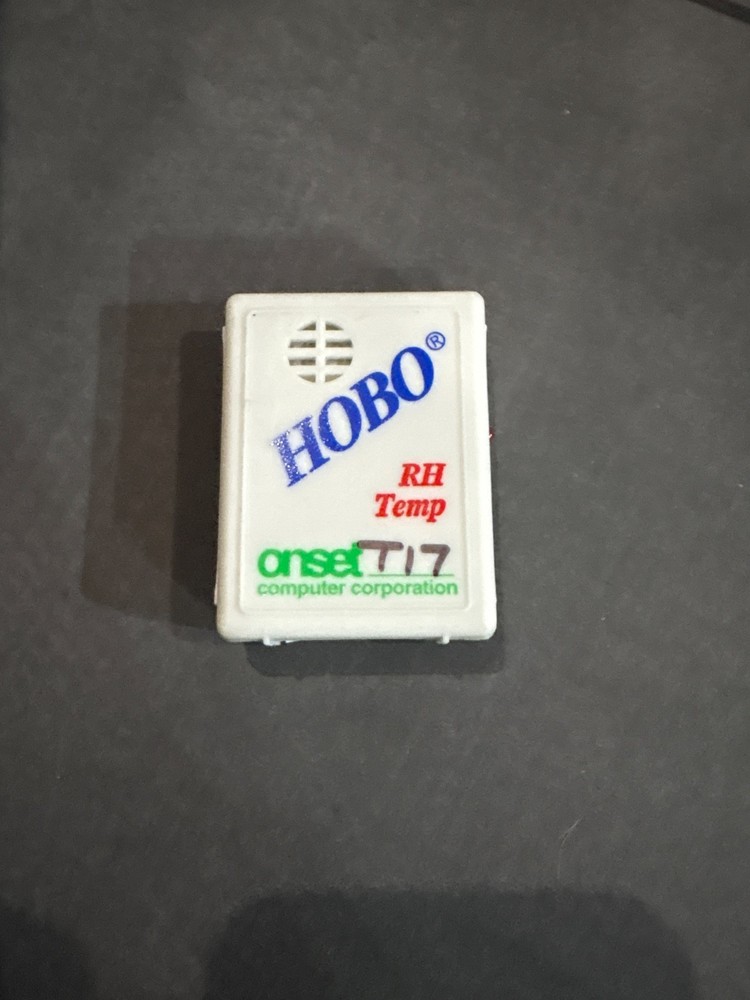 HOBO®
RH
Temp
onset T17
computer corporation